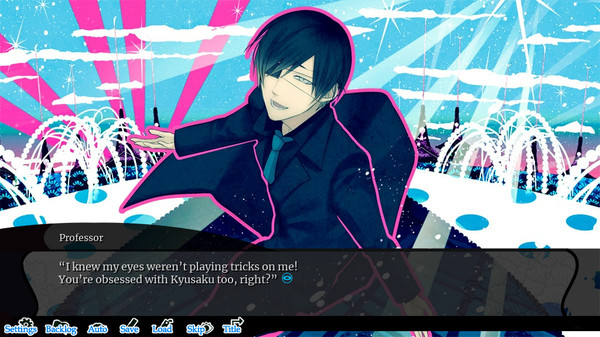 Professor
“I knew my eyes weren’t playing tricks on me!
You’re obsessed with Kyusaku too, right?”
Settings Backlog Auto Save Load Skip Title